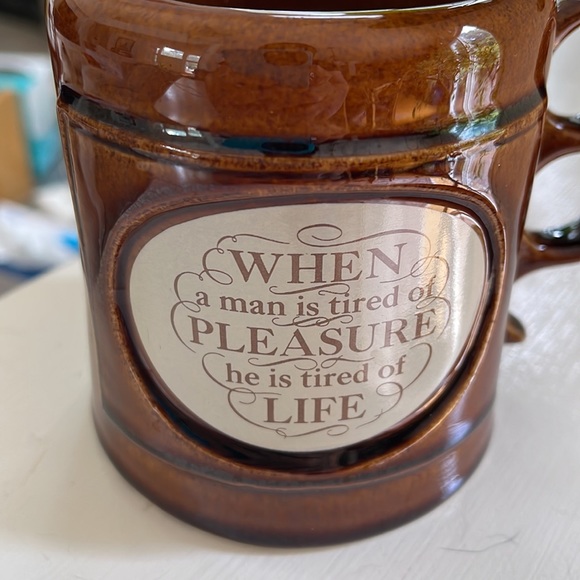 WHEN
a man is tired of
PLEASURE
he is tired of
LIFE